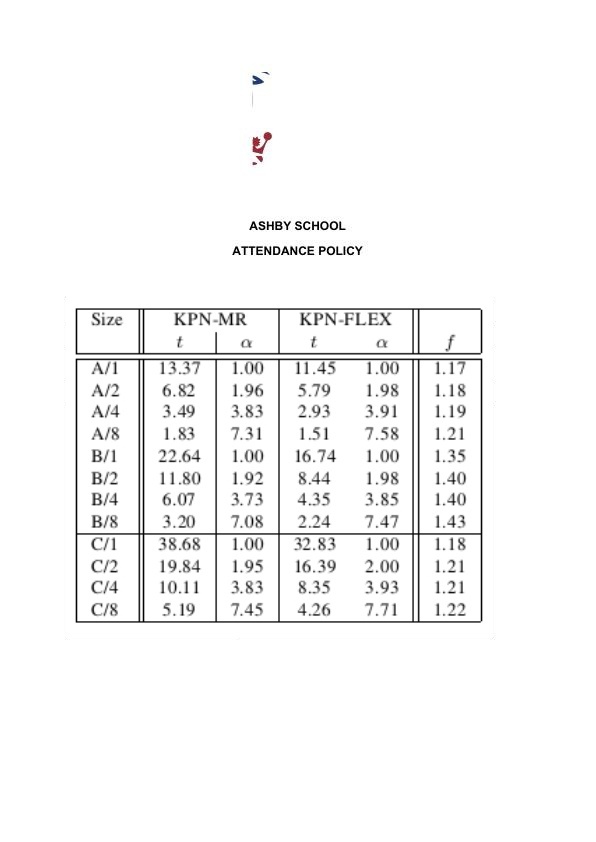 ASHBY SCHOOL
ATTENDANCE POLICY
Size KPN-MR KPN-FLEX
t α t α f
A/1 13.37 1.00 11.45 1.00 1.17
A/2 6.82 1.96 5.79 1.98 1.18
A/4 3.49 3.83 2.93 3.91 1.19
A/8 1.83 7.31 1.51 7.58 1.21
B/1 22.64 1.00 16.74 1.00 1.35
B/2 11.80 1.92 8.44 1.98 1.40
B/4 6.07 3.73 4.35 3.85 1.40
B/8 3.20 7.08 2.24 7.47 1.43
C/1 38.68 1.00 32.83 1.00 1.18
C/2 19.84 1.95 16.39 2.00 1.21
C/4 10.11 3.83 8.35 3.93 1.21
C/8 5.19 7.45 4.26 7.71 1.22